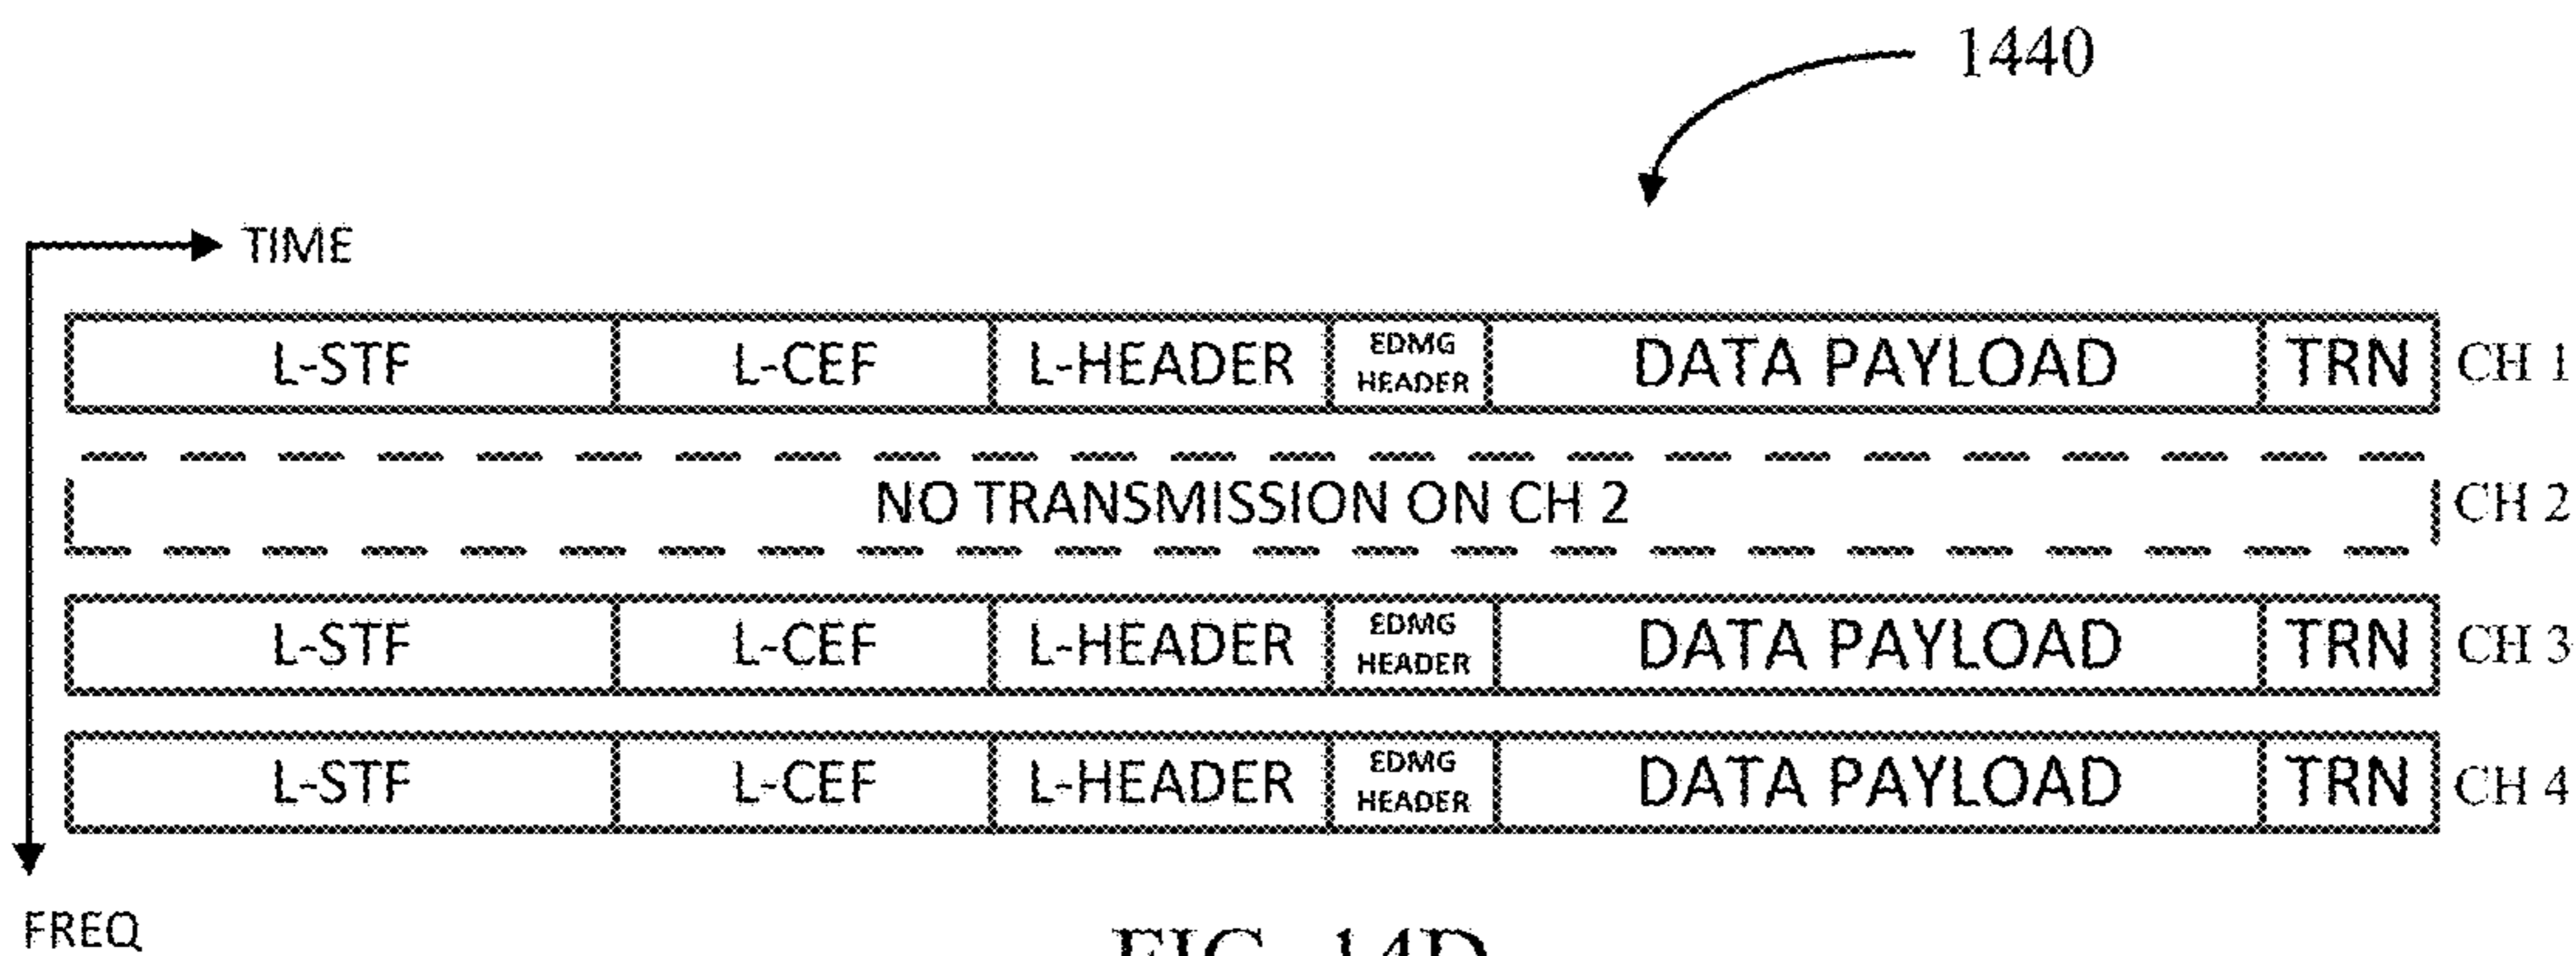 1440
TIME
L-STF L-CEF L-HEADER EDMG HEADER DATA PAYLOAD TRN CH 1
NO TRANSMISSION ON CH 2 CH 2
L-STF L-CEF L-HEADER EDMG HEADER DATA PAYLOAD TRN CH 3
L-STF L-CEF L-HEADER EDMG HEADER DATA PAYLOAD TRN CH 4
FREQ
FIG. 14D